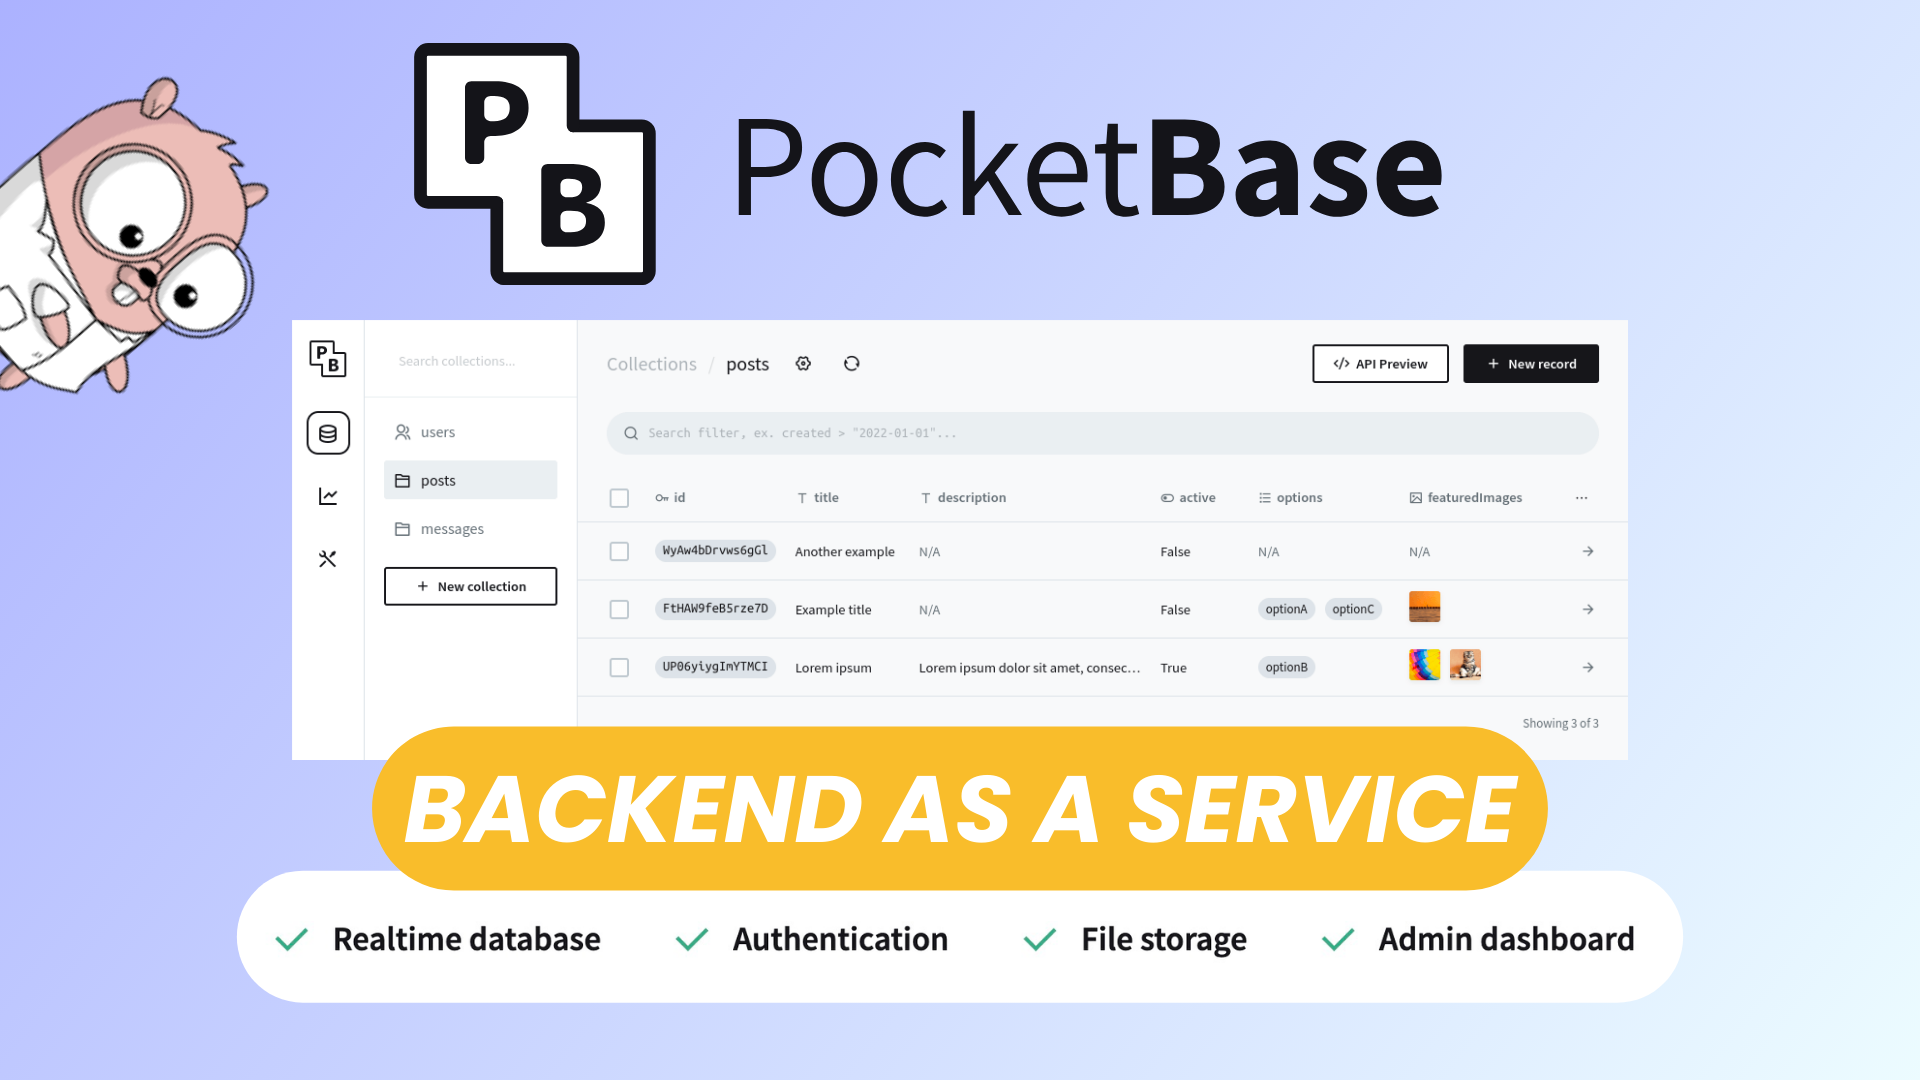 P
B
PocketBase
P
B
Search collections...
Collections / posts
</> API Preview
+ New record
users
posts
messages
+ New collection
Search filter, ex. created > "2022-01-01"...
id title description active options featuredImages ...
WyAw4bDrvws6gGl Another example N/A False N/A N/A
FtHAW9feB5rze7D Example title N/A False optionA optionC
UP06yiygImYTMCI Lorem ipsum Lorem ipsum dolor sit amet, consec... True optionB
Showing 3 of 3
BACKEND AS A SERVICE
Realtime database Authentication File storage Admin dashboard